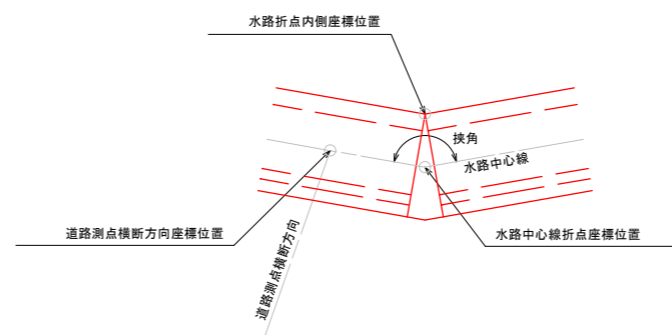 水路折点内側座標位置
挟角
水路中心線
道路測点横断方向座標位置
水路中心線折点座標位置
道路測点横断方向